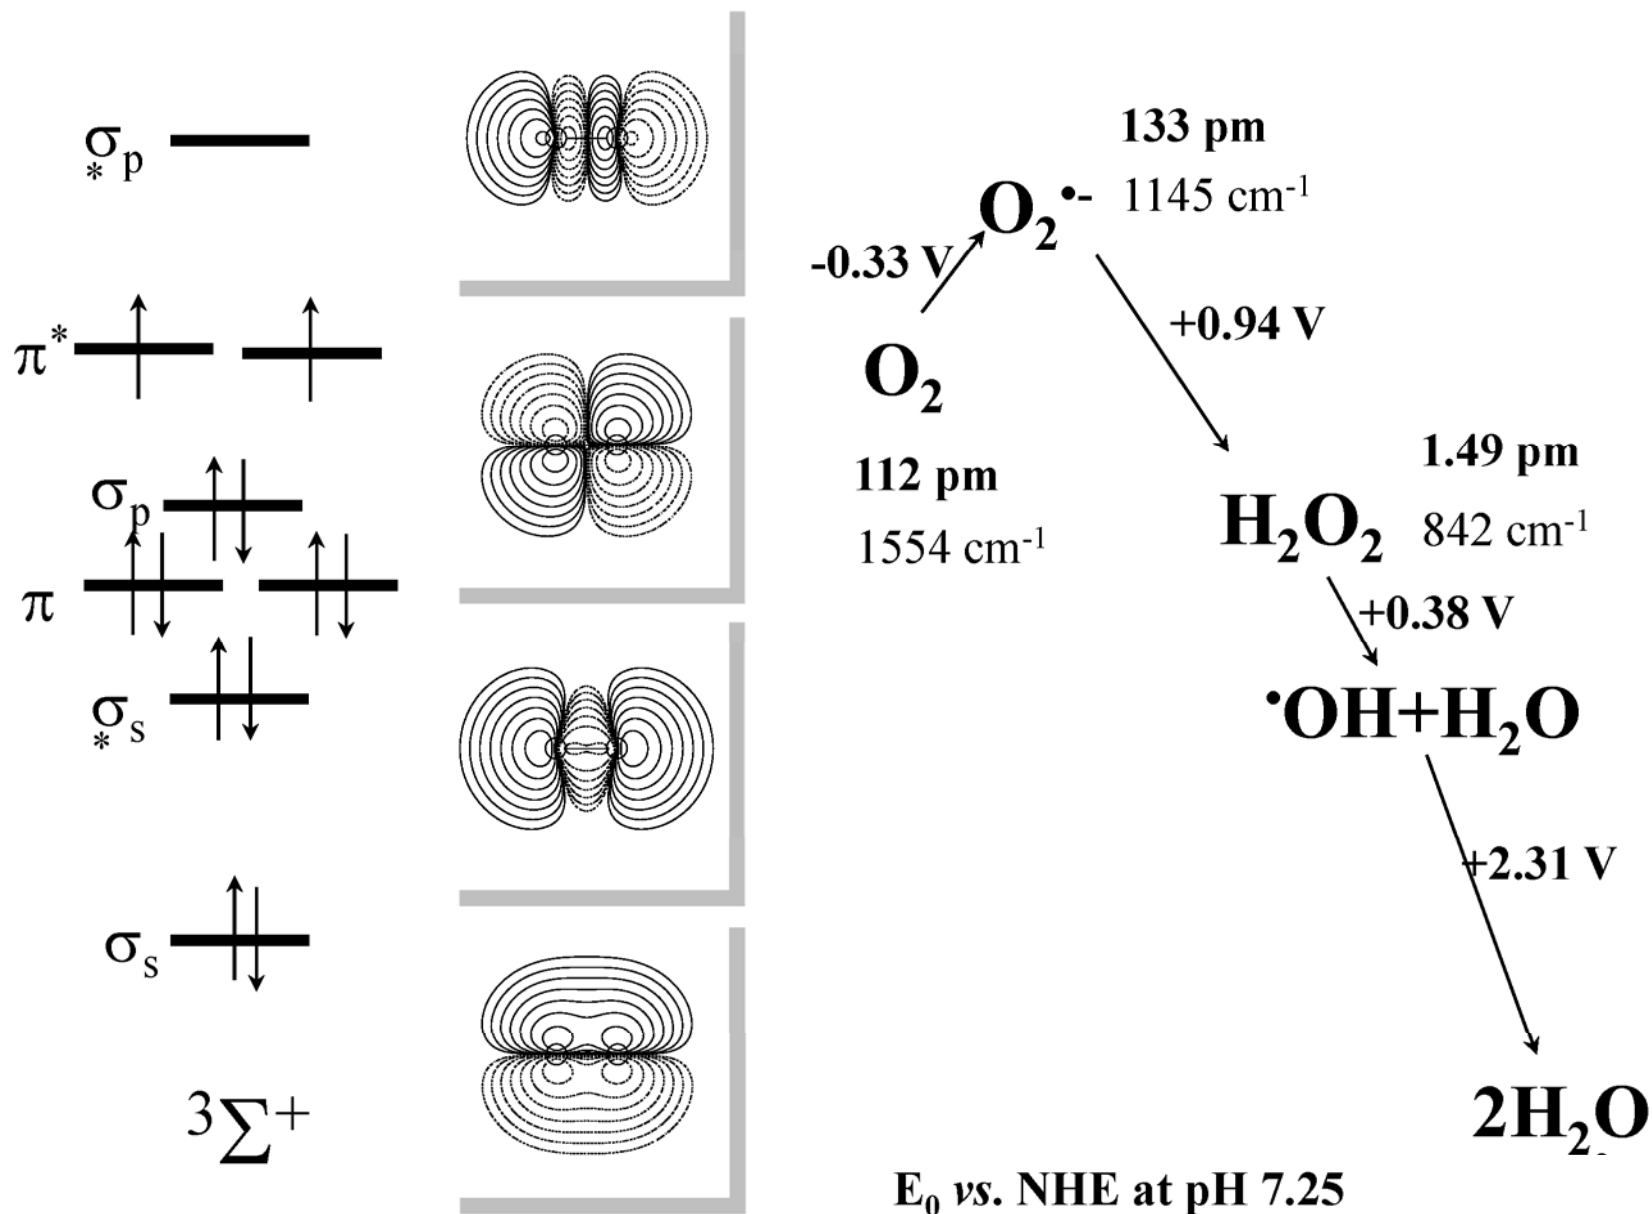 σ*p
π*
σp
π
σ*s
σs
3Σ+
133 pm
O2•- 1145 cm-1
-0.33 V
+0.94 V
O2
112 pm
1554 cm-1
1.49 pm
H2O2 842 cm-1
+0.38 V
•OH+H2O
+2.31 V
2H2O
E0 vs. NHE at pH 7.25